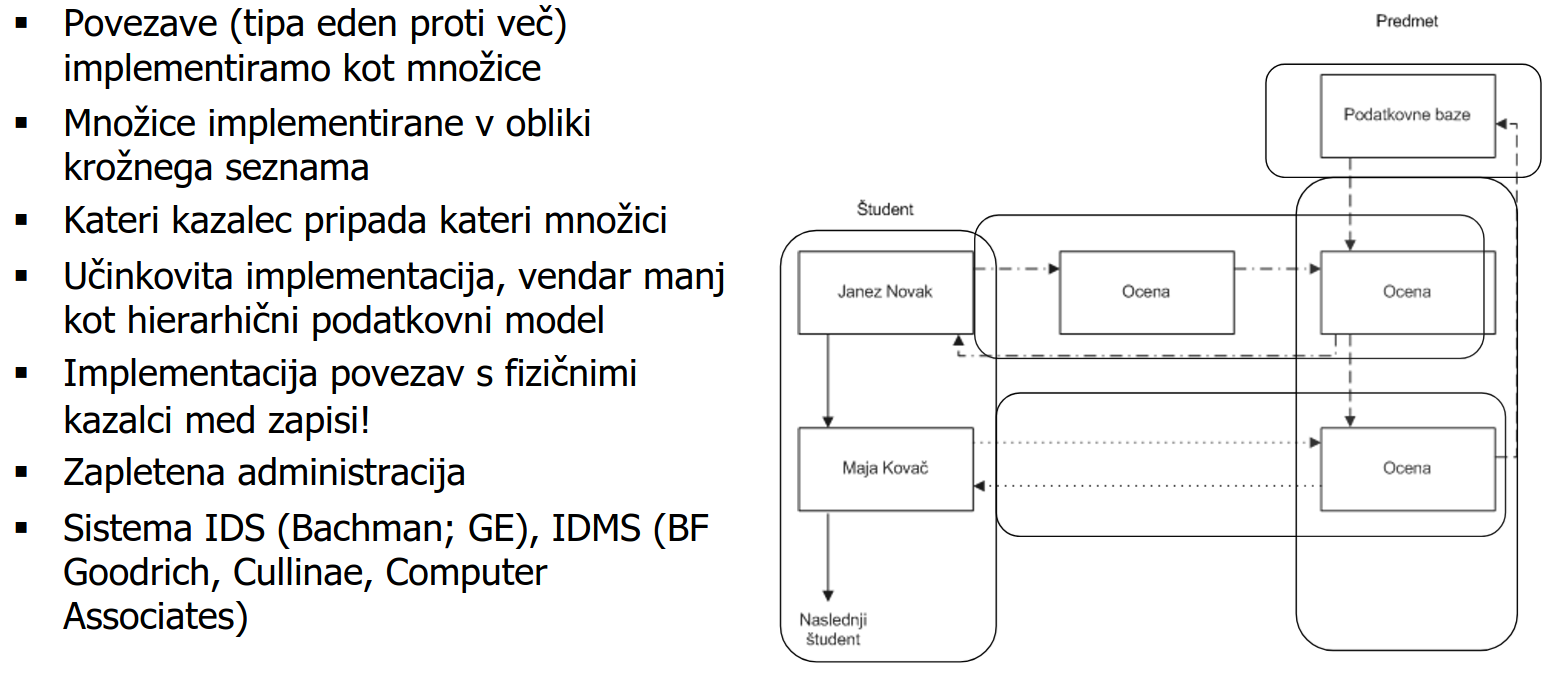 ▪ Povezave (tipa eden proti več)
implementiramo kot množice
▪ Množice implementirane v obliki
krožnega seznama
▪ Kateri kazalec pripada kateri množici
▪ Učinkovita implementacija, vendar manj
kot hierarhični podatkovni model
▪ Implementacija povezav s fizičnimi
kazalci med zapisi!
▪ Zapletena administracija
▪ Sistema IDS (Bachman; GE), IDMS (BF
Goodrich, Cullinae, Computer
Associates)
Predmet
Podatkovne baze
Študent
Janez Novak
Ocena
Ocena
Maja Kovač
Ocena
Naslednji
študent